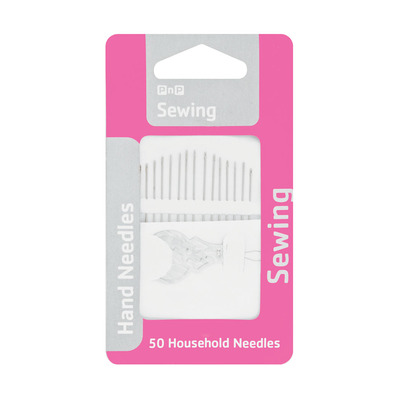 PnP
Sewing
Hand Needles
Sewing
50 Household Needles